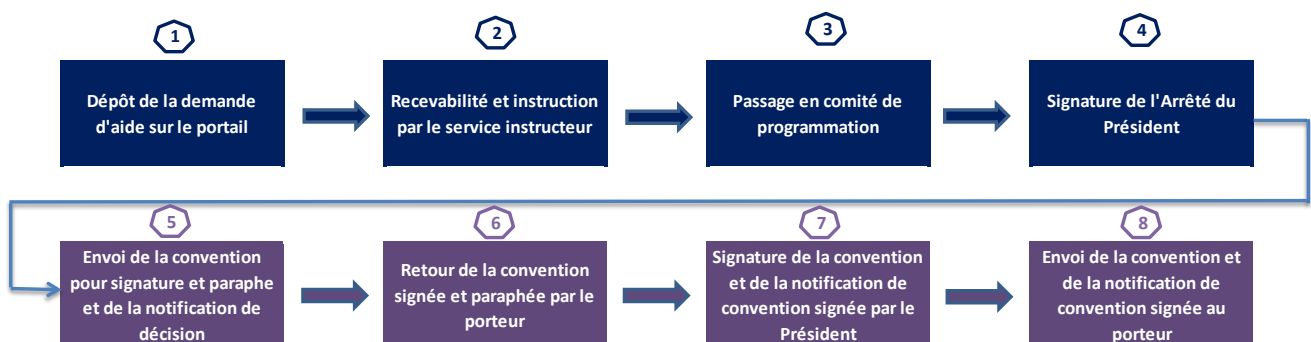 1
Dépôt de la demande
d'aide sur le portail
2
Recevabilité et instruction
par le service instructeur
3
Passage en comité de
programmation
4
Signature de l'Arrêté du
Président
5
Envoi de la convention
pour signature et paraphe
et de la notification de
décision
6
Retour de la convention
signée et paraphée par le
porteur
7
Signature de la convention
et de la notification de
convention signée par le
Président
8
Envoi de la convention et
de la notification de
convention signée au
porteur